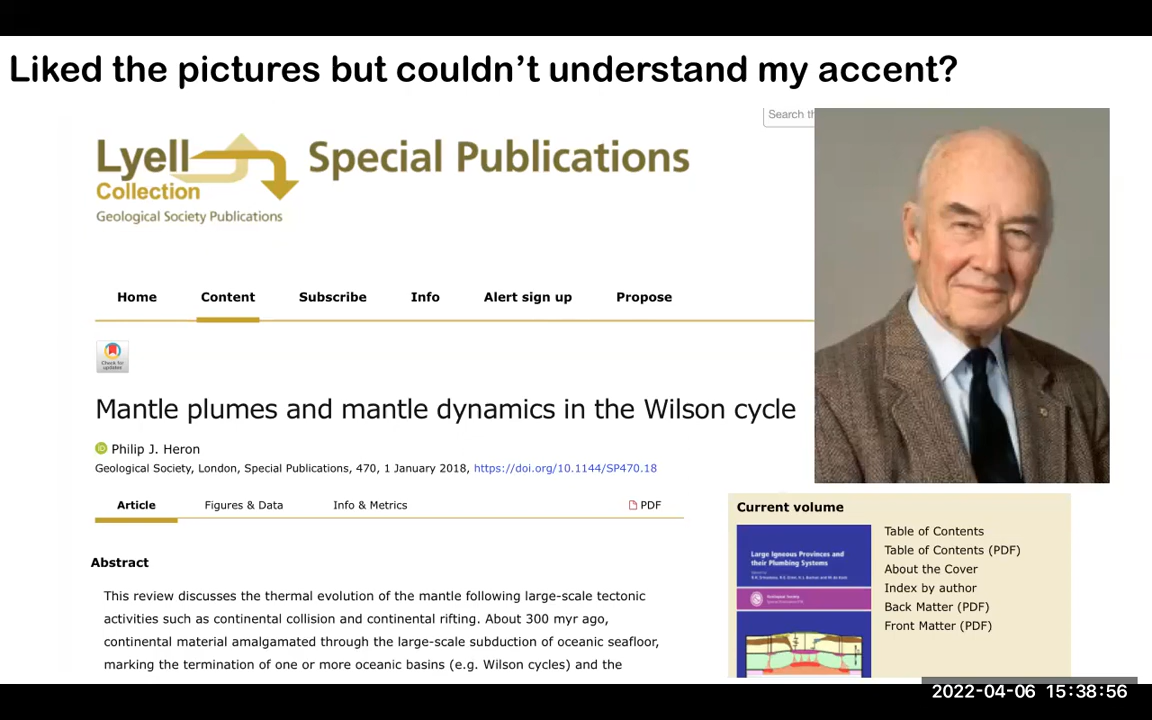 Liked the pictures but couldn't understand my accent?
Search th
Lyell
Collection
Geological Society Publications
Special Publications
Home Content Subscribe Info Alert sign up Propose
Check for
updates
Mantle plumes and mantle dynamics in the Wilson cycle
iD Philip J. Heron
Geological Society, London, Special Publications, 470, 1 January 2018, https://doi.org/10.1144/SP470.18
Article Figures & Data Info & Metrics PDF
Abstract
This review discusses the thermal evolution of the mantle following large-scale tectonic
activities such as continental collision and continental rifting. About 300 myr ago,
continental material amalgamated through the large-scale subduction of oceanic seafloor,
marking the termination of one or more oceanic basins (e.g. Wilson cycles) and the
Current volume
Large Igneous Provinces and
their Plumbing Systems
Table of Contents
Table of Contents (PDF)
About the Cover
Index by author
Back Matter (PDF)
Front Matter (PDF)
2022-04-06 15:38:56